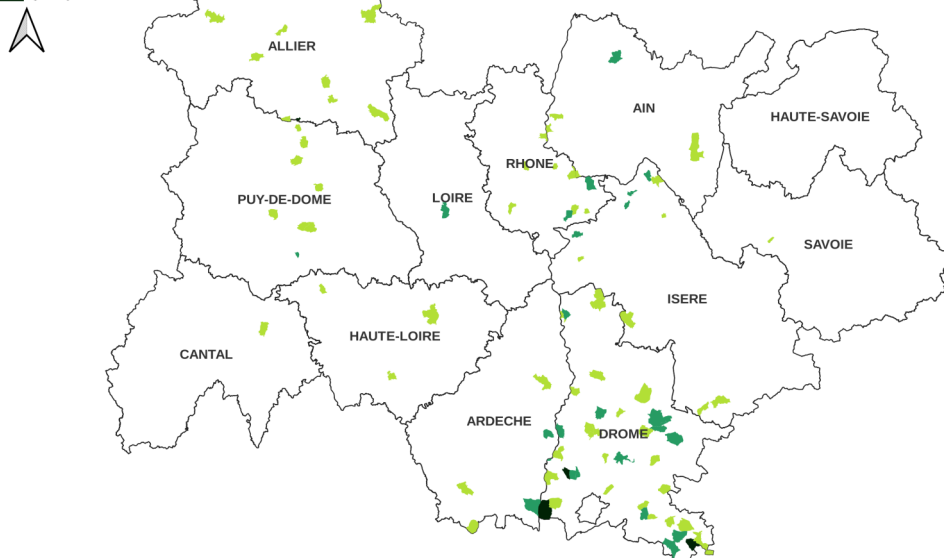 ALLIER
AIN
HAUTE-SAVOIE
RHONE
PUY-DE-DOME
LOIRE
SAVOIE
ISERE
HAUTE-LOIRE
CANTAL
ARDECHE
DROME